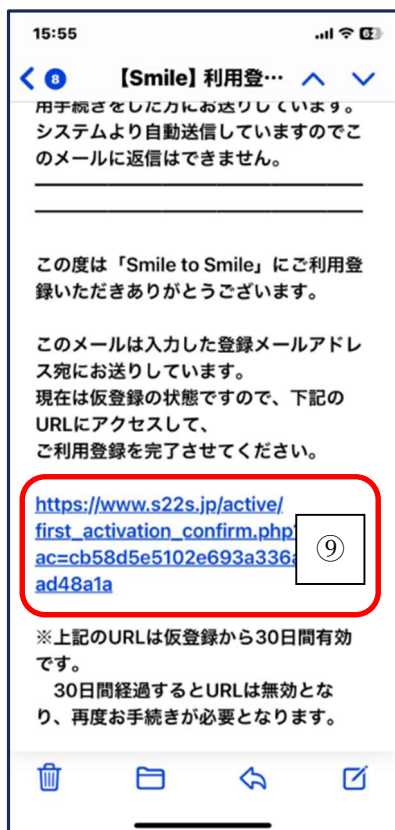 15:55
62
8
【Smile】利用登…
用手続きをした方にお送りしています。
システムより自動送信していますのでこ
のメールに返信はできません。
この度は「Smile to Smile」にご利用登
録いただきありがとうございます。
このメールは入力した登録メールアドレ
ス宛にお送りしています。
現在は仮登録の状態ですので、下記の
URLにアクセスして、
ご利用登録を完了させてください。
https://www.s22s.jp/active/
first_activation_confirm.php
ac=cb58d5e5102e693a336
ad48a1a
⑨
※上記のURLは仮登録から30日間有効
です。
30日間経過するとURLは無効とな
り、再度お手続きが必要となります。